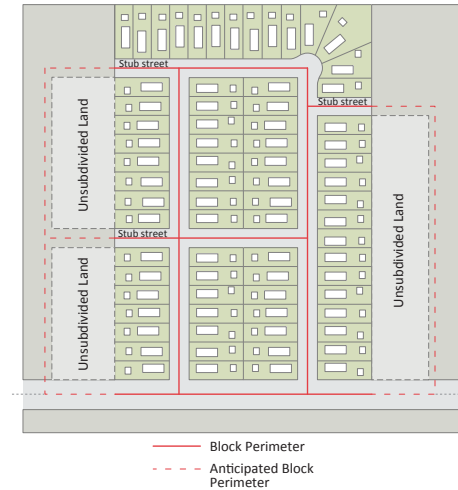 Stub street
Stub street
Unsubdivided Land
Unsubdivided Land
Stub street
Unsubdivided Land
Block Perimeter
Anticipated Block
Perimeter